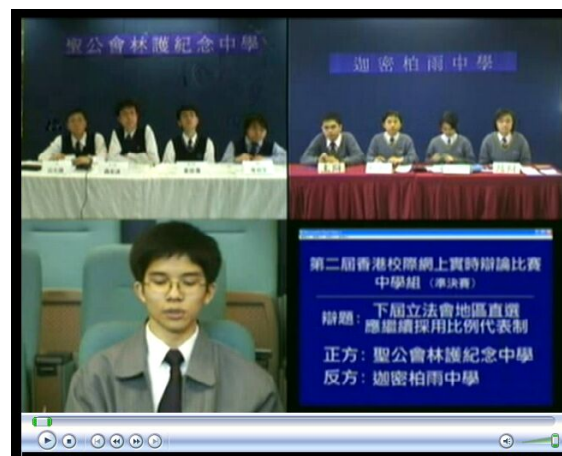 聖公會林護紀念中學
迦密柏雨中學
第二屆香港校際網上實時辯論比賽
中學組（準決賽）
辯題：下屆立法會地區直選
應繼續採用比例代表制
正方：聖公會林護紀念中學
反方：迦密柏雨中學